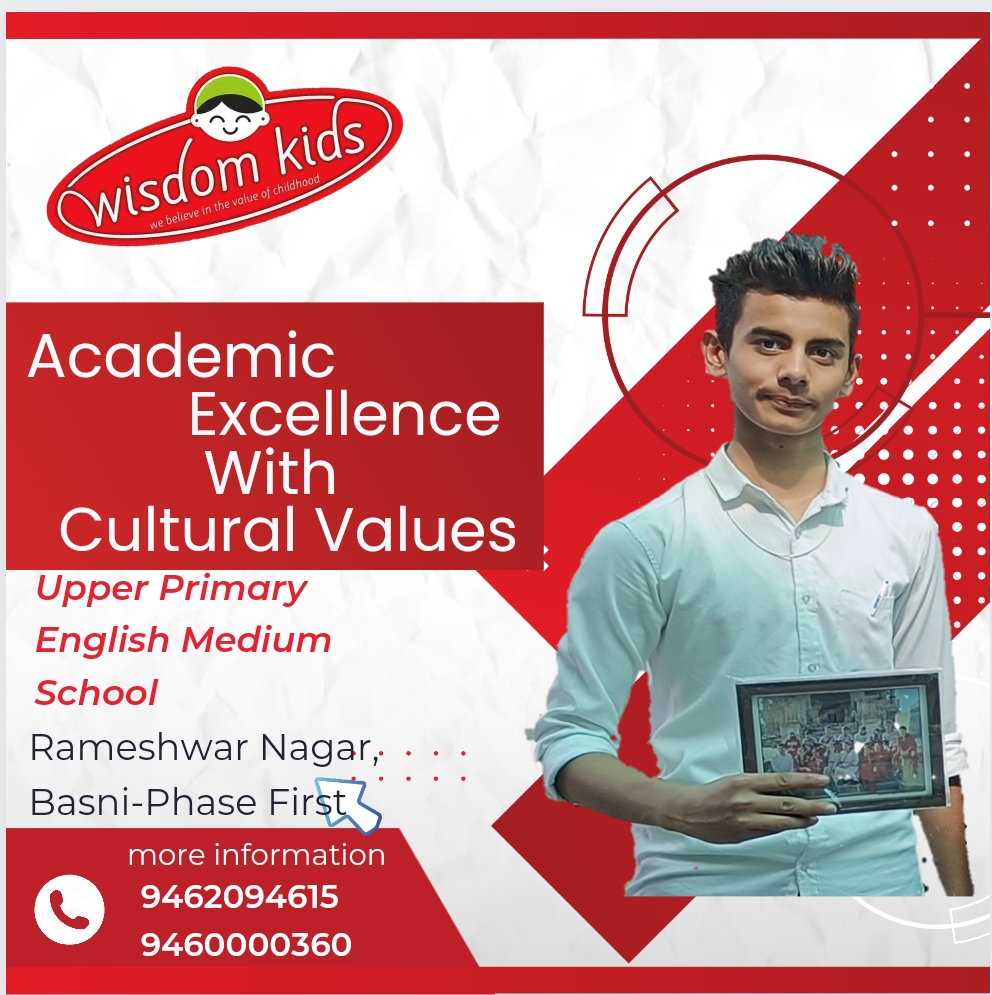 wisdom kids
we believe in the value of childhood
Academic
Excellence
With
Cultural Values
Upper Primary
English Medium
School
Rameshwar Nagar,
Basni-Phase First
more information
9462094615
9460000360